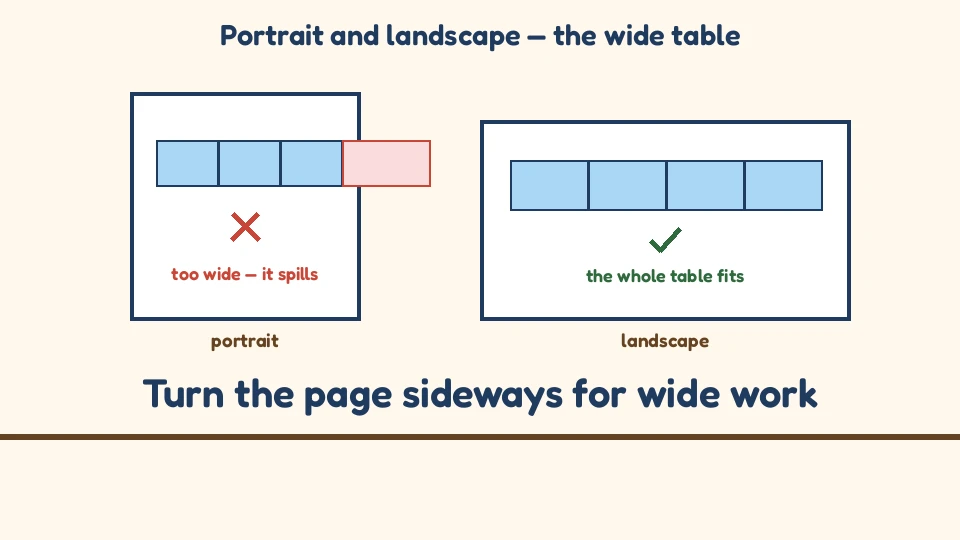 Portrait and landscape – the wide table
too wide – it spills
the whole table fits
portrait
landscape
Turn the page sideways for wide work